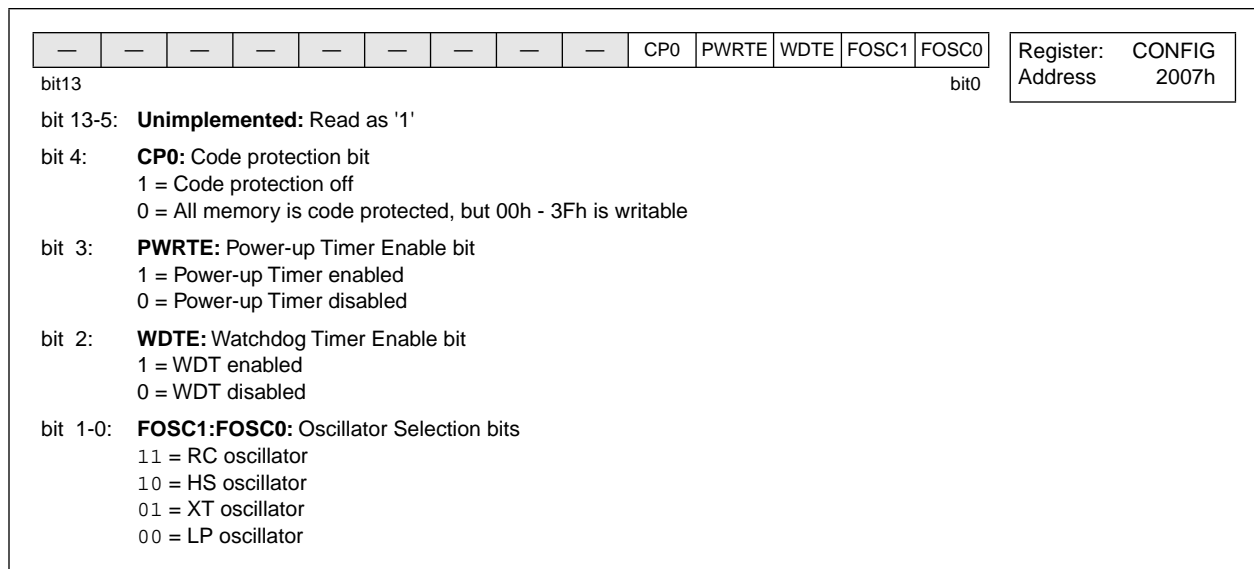 — — — — — — — — — CP0 PWRTE WDTE FOSC1 FOSC0
bit13 bit0
Register: CONFIG
Address 2007h
bit 13-5: Unimplemented: Read as '1'
bit 4: CP0: Code protection bit
1 = Code protection off
0 = All memory is code protected, but 00h - 3Fh is writable
bit 3: PWRTE: Power-up Timer Enable bit
1 = Power-up Timer enabled
0 = Power-up Timer disabled
bit 2: WDTE: Watchdog Timer Enable bit
1 = WDT enabled
0 = WDT disabled
bit 1-0: FOSC1:FOSC0: Oscillator Selection bits
11 = RC oscillator
10 = HS oscillator
01 = XT oscillator
00 = LP oscillator